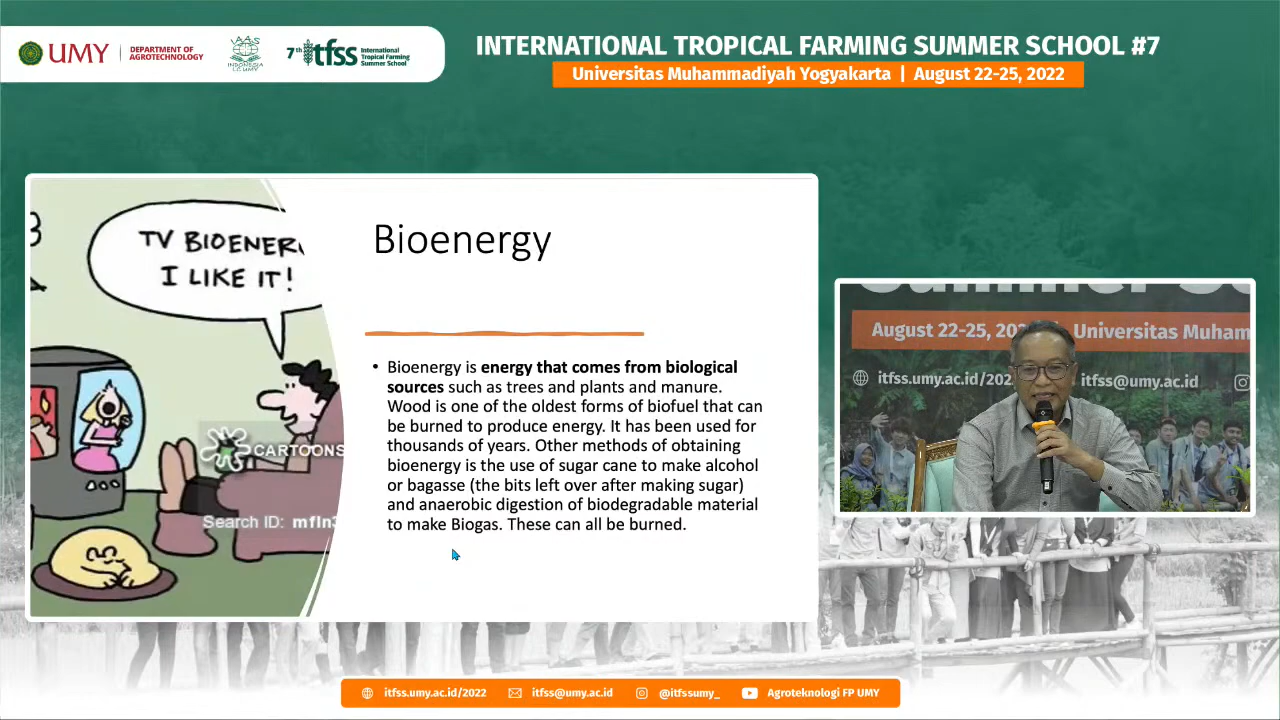 UMY
DEPARTMENT OF
AGROTECHNOLOGY
IAAS
INDONESIA
LC UMY
7th itfss
International
Tropical Farming
Summer School
INTERNATIONAL TROPICAL FARMING SUMMER SCHOOL #7
Universitas Muhammadiyah Yogyakarta | August 22-25, 2022
TV BIOENER
I LIKE IT!
CARTOONS
Search ID: mfln3
Bioenergy
• Bioenergy is energy that comes from biological
sources such as trees and plants and manure.
Wood is one of the oldest forms of biofuel that can
be burned to produce energy. It has been used for
thousands of years. Other methods of obtaining
bioenergy is the use of sugar cane to make alcohol
or bagasse (the bits left over after making sugar)
and anaerobic digestion of biodegradable material
to make Biogas. These can all be burned.
August 22-25, 20
Universitas Muham
itfss.umy.ac.id/202
itfss@umy.ac.id
itfss.umy.ac.id/2022
itfss@umy.ac.id
@itfssumy_
Agroteknologi FP UMY